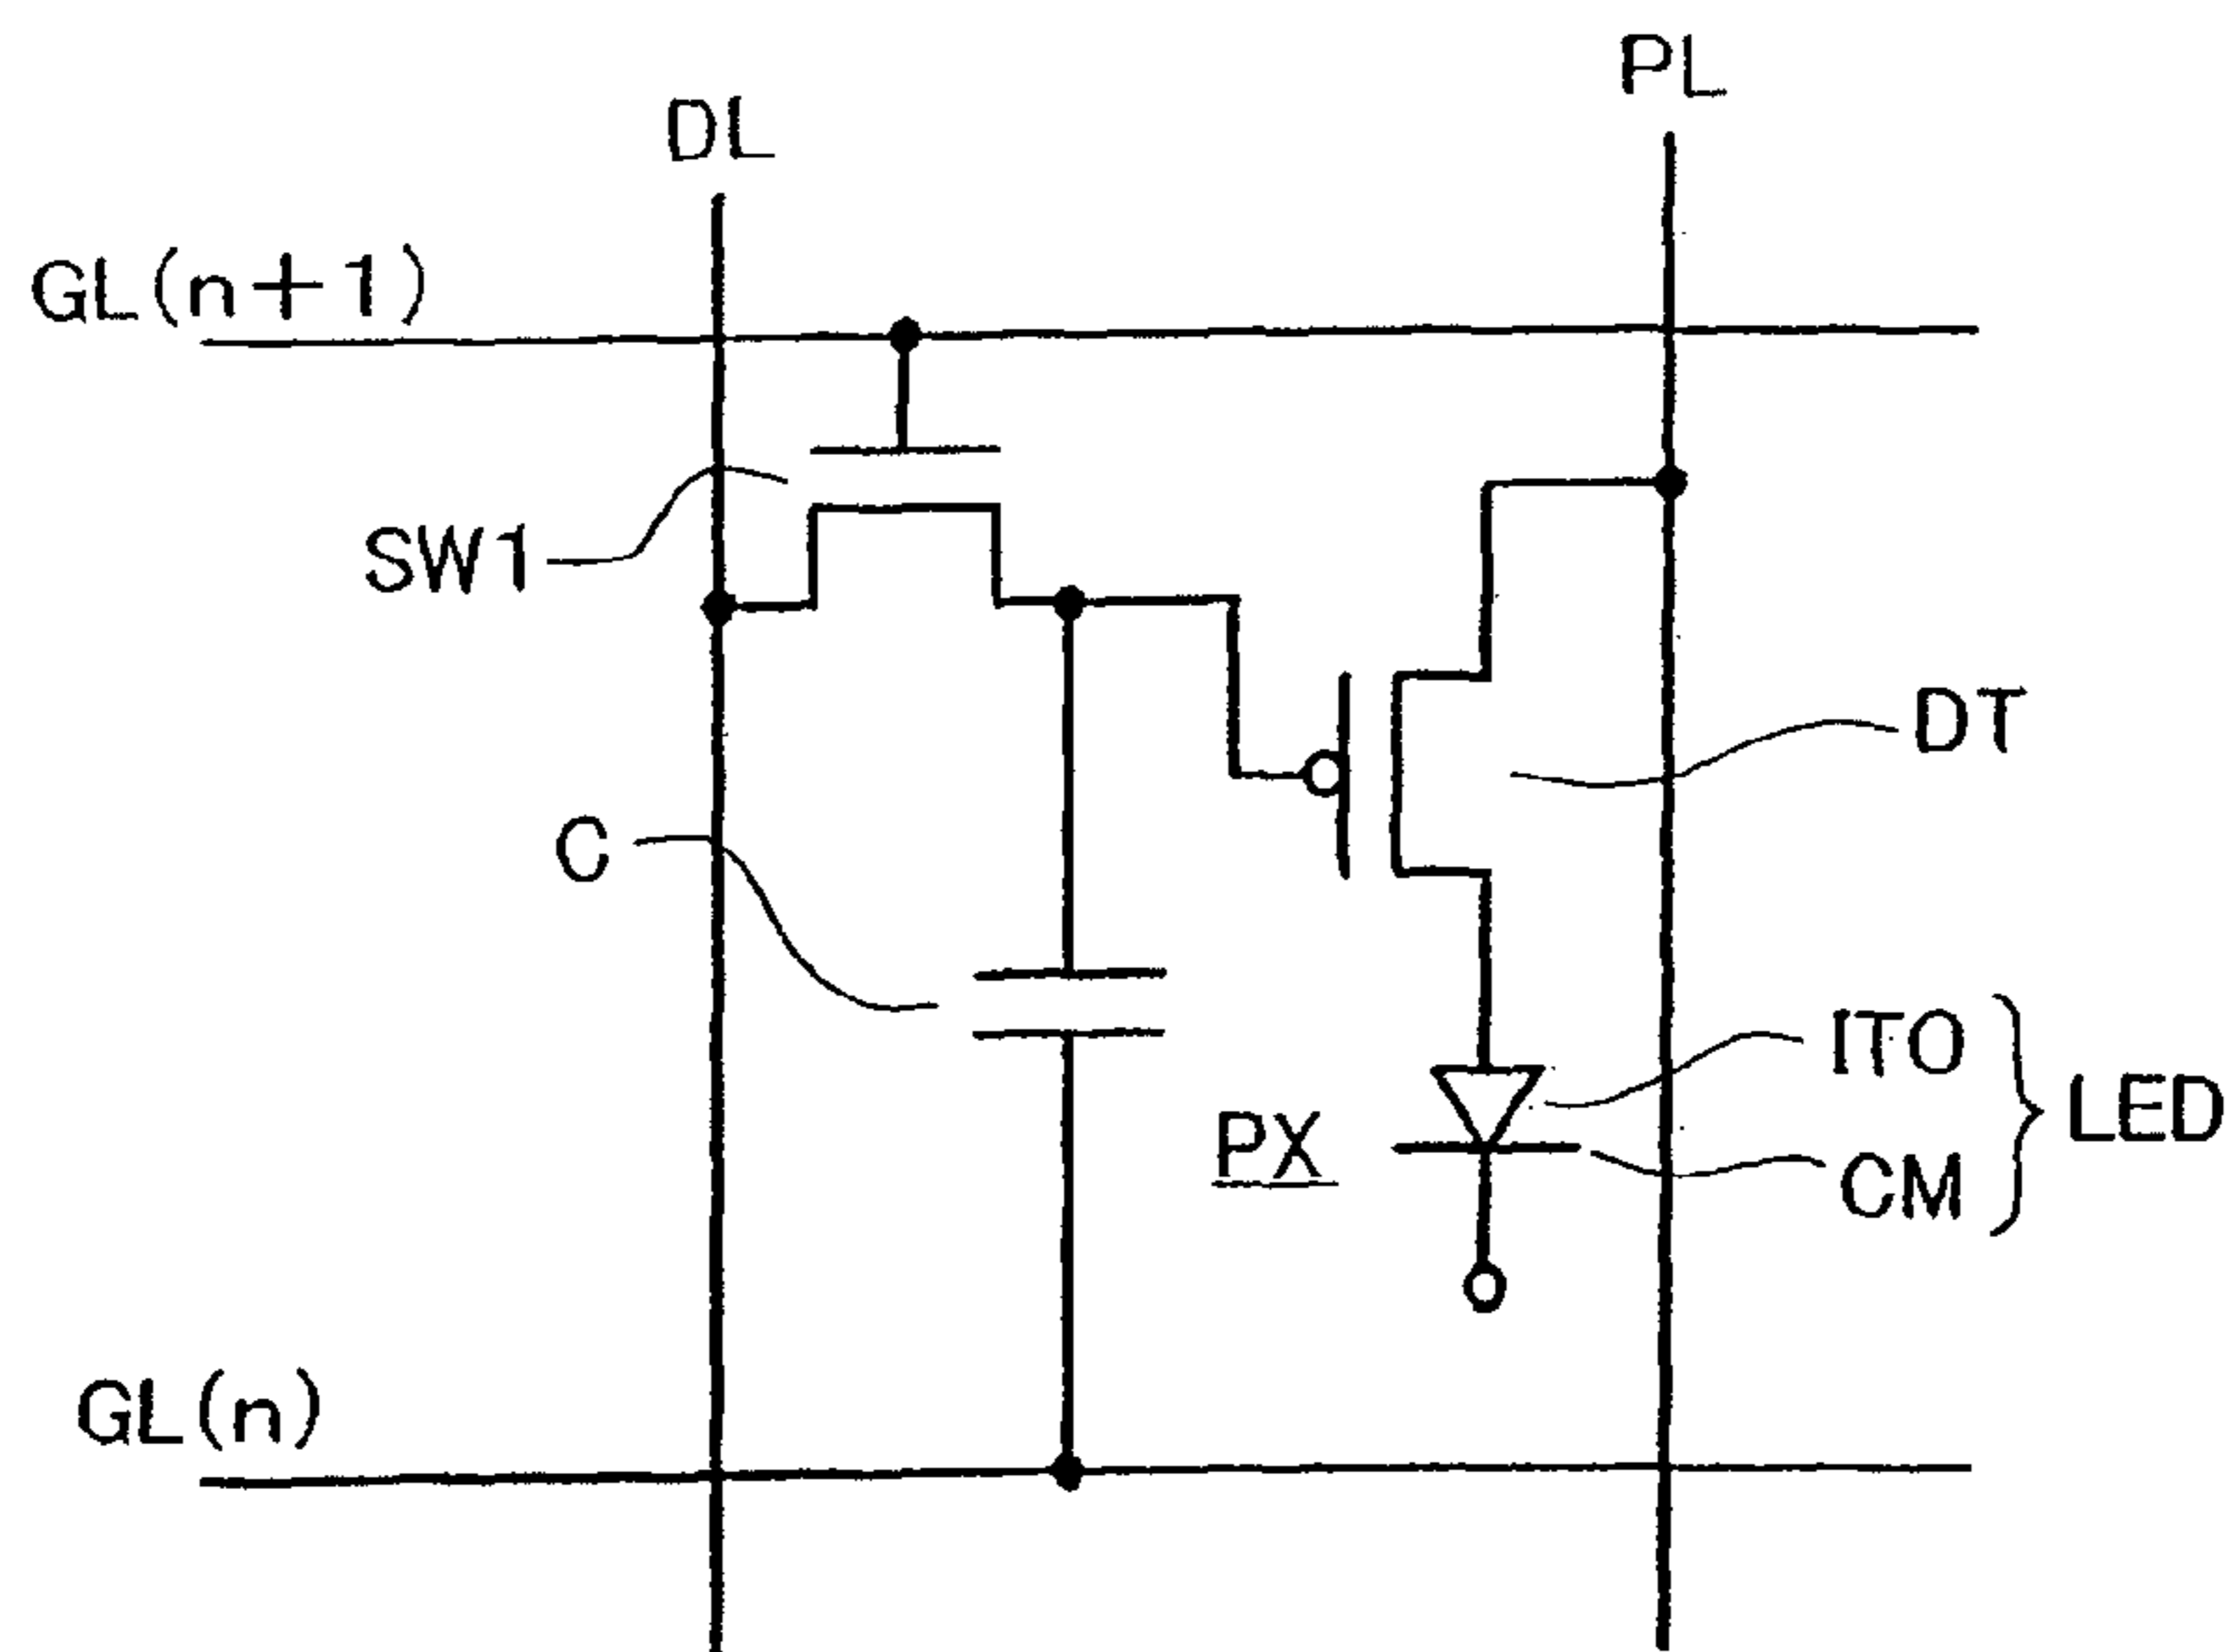 PL
DL
GL(n+1)
SW1
DT
C
ITO
LED
PX
CM
GL(n)